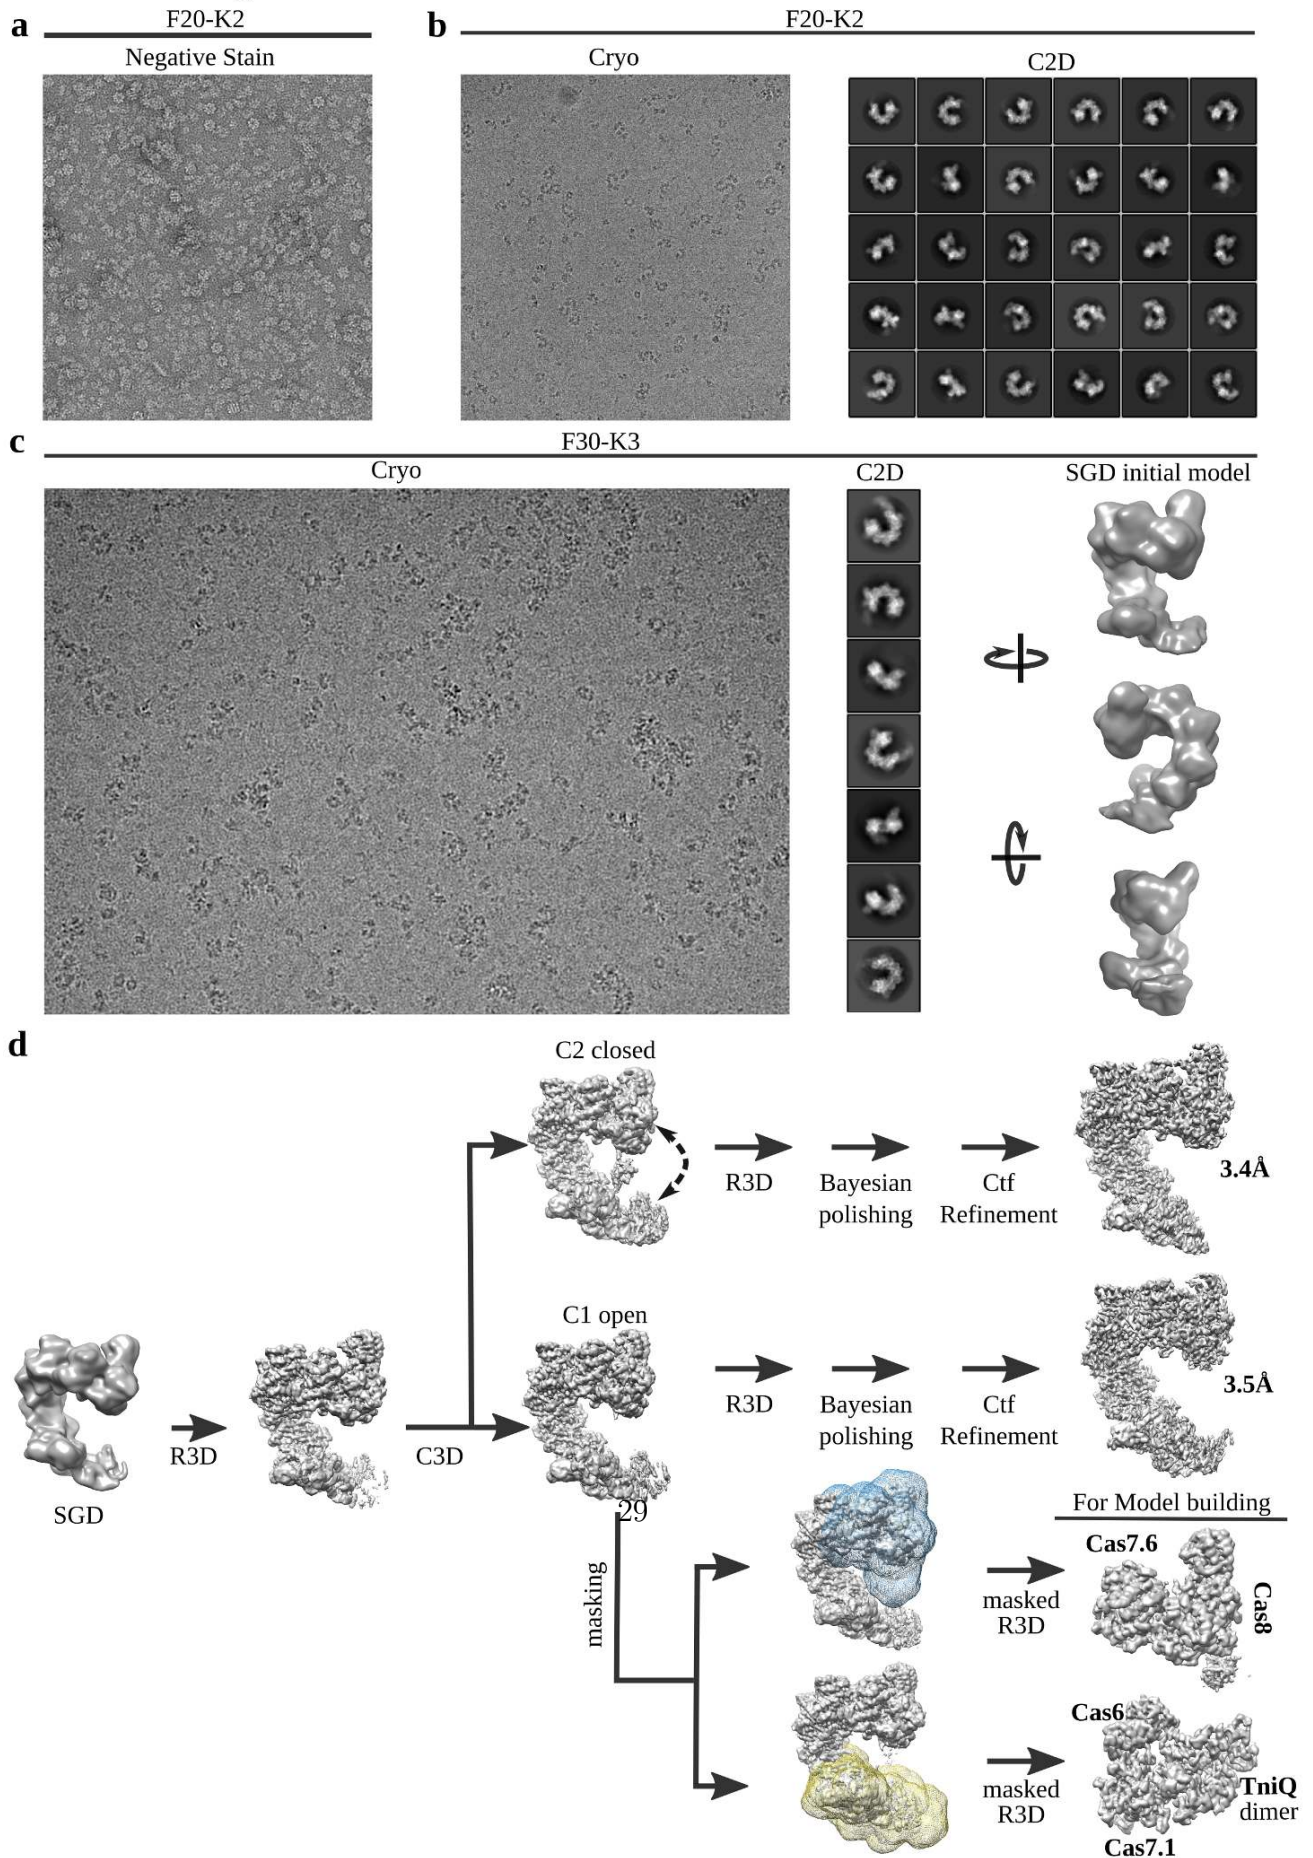 a
F20-K2
Negative Stain
b
F20-K2
Cryo
C2D
c
F30-K3
Cryo
C2D
SGD initial model
d
C2 closed
R3D
Bayesian
polishing
Ctf
Refinement
3.4Å
C1 open
R3D
Bayesian
polishing
Ctf
Refinement
3.5Å
SGD
R3D
C3D
29
masking
For Model building
masked
R3D
Cas7.6
Cas8
masked
R3D
Cas6
TniQ
dimer
Cas7.1